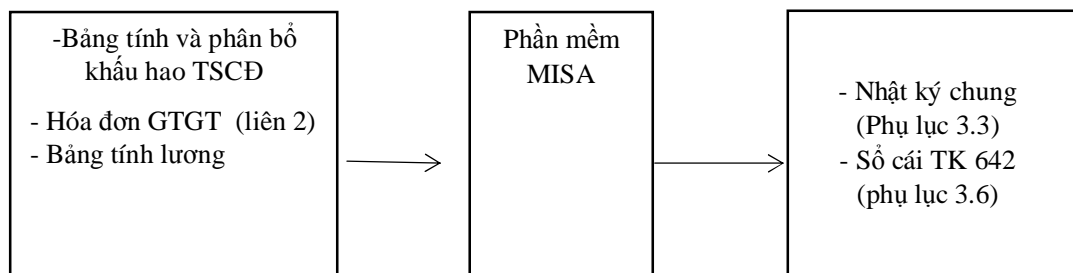 -Bảng tính và phân bổ
khấu hao TSCĐ
- Hóa đơn GTGT (liên 2)
- Bảng tính lương
Phần mềm
MISA
- Nhật ký chung
(Phụ lục 3.3)
- Sổ cái TK 642
(phụ lục 3.6)